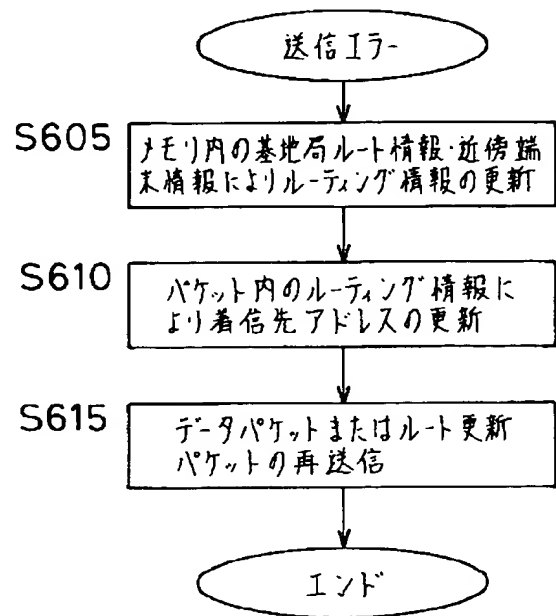 送信エラー
S605
メモリ内の基地局ルート情報・近傍端
末情報によりルーティング情報の更新
S610
パケット内のルーティング情報に
より着信先アドレスの更新
S615
データパケットまたはルート更新
パケットの再送信
エンド